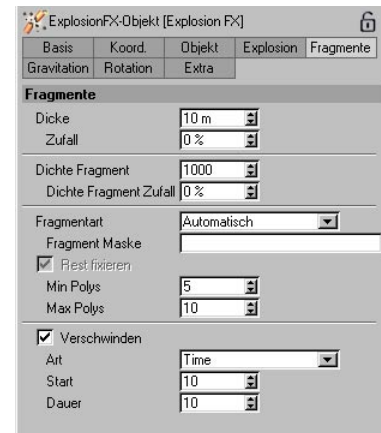 ExplosionFX-Objekt [Explosion FX]
Basis Koord. Objekt Explosion Fragmente
Gravitation Rotation Extra
Fragmente
Dicke 10 m
Zufall 0 %
Dichte Fragment 1000
Dichte Fragment Zufall 0 %
Fragmentart Automatisch
Fragment Maske
Rest fixieren
Min Polys 5
Max Polys 10
Verschwinden
Art Time
Start 10
Dauer 10